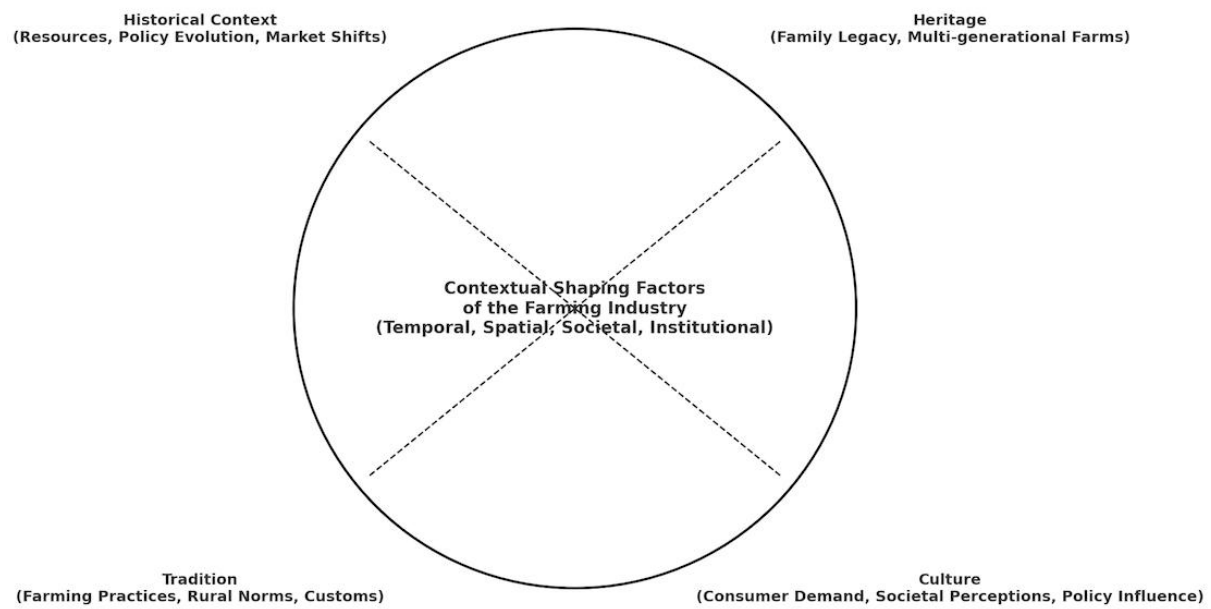 Historical Context
(Resources, Policy Evolution, Market Shifts)
Heritage
(Family Legacy, Multi-generational Farms)
Contextual Shaping Factors
of the Farming Industry
(Temporal, Spatial, Societal, Institutional)
Tradition
(Farming Practices, Rural Norms, Customs)
Culture
(Consumer Demand, Societal Perceptions, Policy Influence)